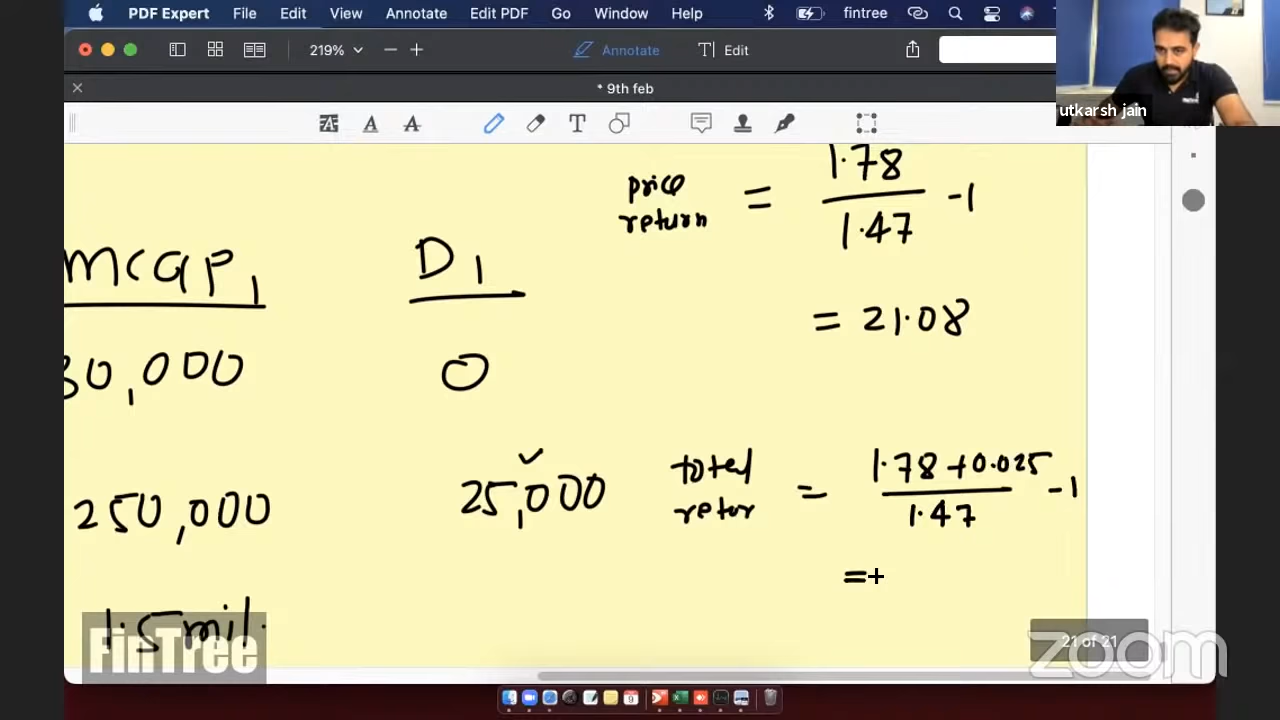 PDF Expert File Edit View Annotate Edit PDF Go Window Help fintree
219% Annotate T Edit
* 9th feb
utkarsh jain
price return = 1.78 / 1.47 -1
= 21.08
mcap1 D1
30,000 0
250,000 25,000
total retor = 1.78+0.025 / 1.47 -1
=
1.5mil.
21 of 21
FinTree
zoom